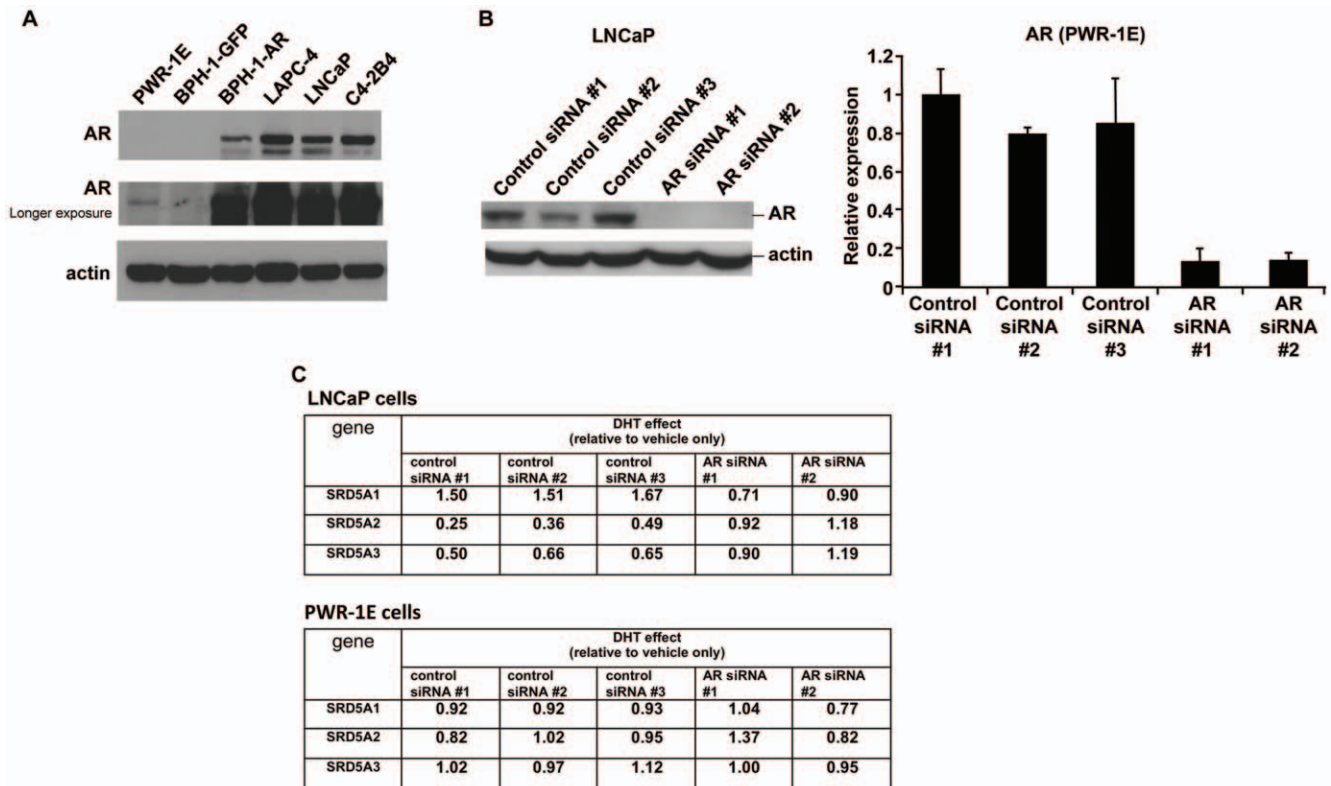 A
PWR-1E
BPH-1-GFP
BPH-1-AR
LAPC-4
LNCaP
C4-2B4
AR
AR
Longer exposure
actin
B
LNCaP
Control siRNA #1
Control siRNA #2
Control siRNA #3
AR siRNA #1
AR siRNA #2
AR
actin
AR (PWR-1E)
Relative expression
1.2
1
0.8
0.6
0.4
0.2
0
Control siRNA #1
Control siRNA #2
Control siRNA #3
AR siRNA #1
AR siRNA #2
C
LNCaP cells
gene
DHT effect
(relative to vehicle only)
control siRNA #1
control siRNA #2
control siRNA #3
AR siRNA #1
AR siRNA #2
SRD5A1 1.50 1.51 1.67 0.71 0.90
SRD5A2 0.25 0.36 0.49 0.92 1.18
SRD5A3 0.50 0.66 0.65 0.90 1.19
PWR-1E cells
gene
DHT effect
(relative to vehicle only)
control siRNA #1
control siRNA #2
control siRNA #3
AR siRNA #1
AR siRNA #2
SRD5A1 0.92 0.92 0.93 1.04 0.77
SRD5A2 0.82 1.02 0.95 1.37 0.82
SRD5A3 1.02 0.97 1.12 1.00 0.95